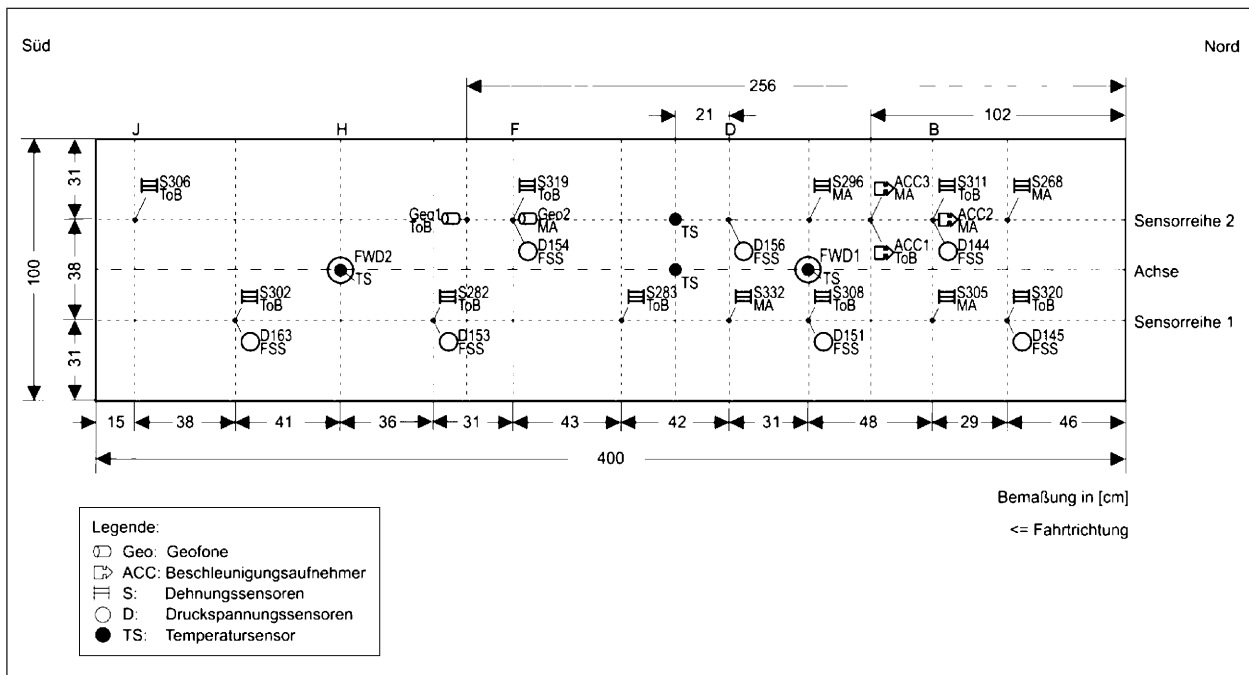 Süd
Nord
256
21
102
J
H
F
D
B
31
38
31
100
S306
ToB
S319
ToB
S296
MA
ACC3
MA
S311
ToB
S268
MA
Geo1
ToB
Geo2
MA
TS
ACC2
MA
Sensorreihe 2
D154
FSS
D156
FSS
ACC1
ToB
D144
FSS
FWD2
TS
TS
FWD1
TS
Achse
S302
ToB
S282
ToB
S283
ToB
S332
MA
S308
ToB
S305
MA
S320
ToB
Sensorreihe 1
D163
FSS
D153
FSS
D151
FSS
D145
FSS
15 38 41 36 31 43 42 31 48 29 46
400
Bemaßung in [cm]
<= Fahrtrichtung
Legende:
Geo: Geofone
ACC: Beschleunigungsaufnehmer
S: Dehnungssensoren
D: Druckspannungssensoren
TS: Temperatursensor